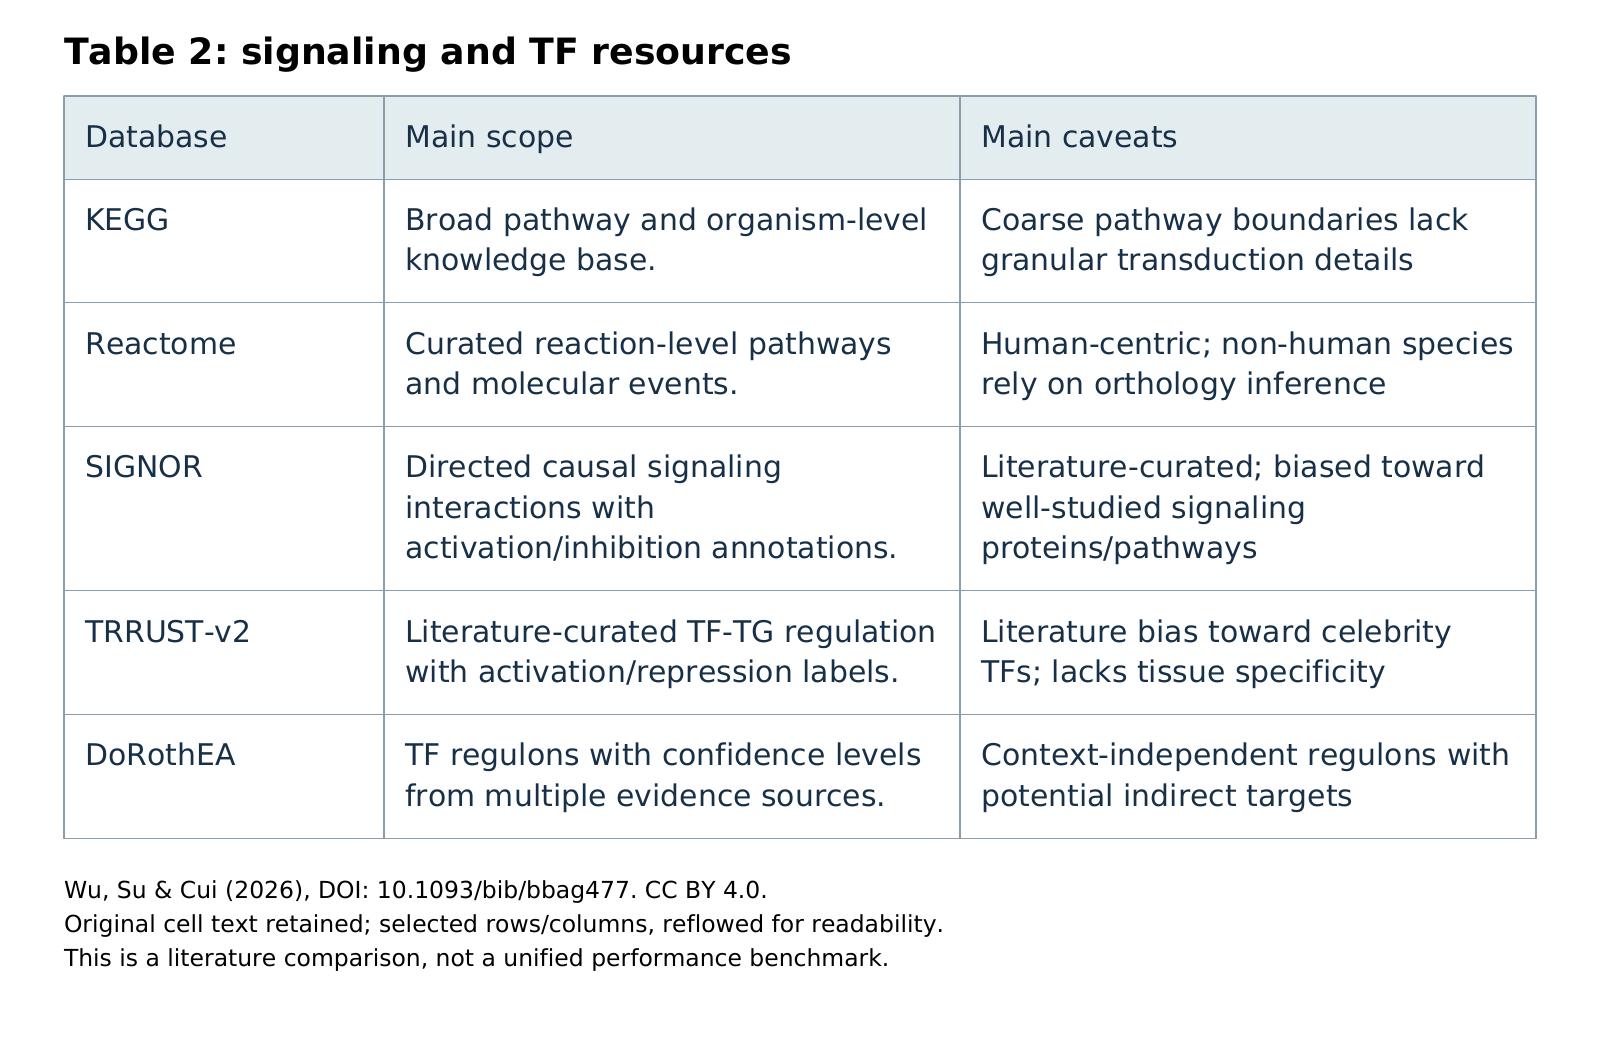 Table 2: signaling and TF resources
Database
Main scope
Main caveats
KEGG
Broad pathway and organism-level
knowledge base.
Coarse pathway boundaries lack
granular transduction details
Reactome
Curated reaction-level pathways
and molecular events.
Human-centric; non-human species
rely on orthology inference
SIGNOR
Directed causal signaling
interactions with
activation/inhibition annotations.
Literature-curated; biased toward
well-studied signaling
proteins/pathways
TRRUST-v2
Literature-curated TF-TG regulation
with activation/repression labels.
Literature bias toward celebrity
TFs; lacks tissue specificity
DoRothEA
TF regulons with confidence levels
from multiple evidence sources.
Context-independent regulons with
potential indirect targets
Wu, Su & Cui (2026), DOI: 10.1093/bib/bbag477. CC BY 4.0.
Original cell text retained; selected rows/columns, reflowed for readability.
This is a literature comparison, not a unified performance benchmark.